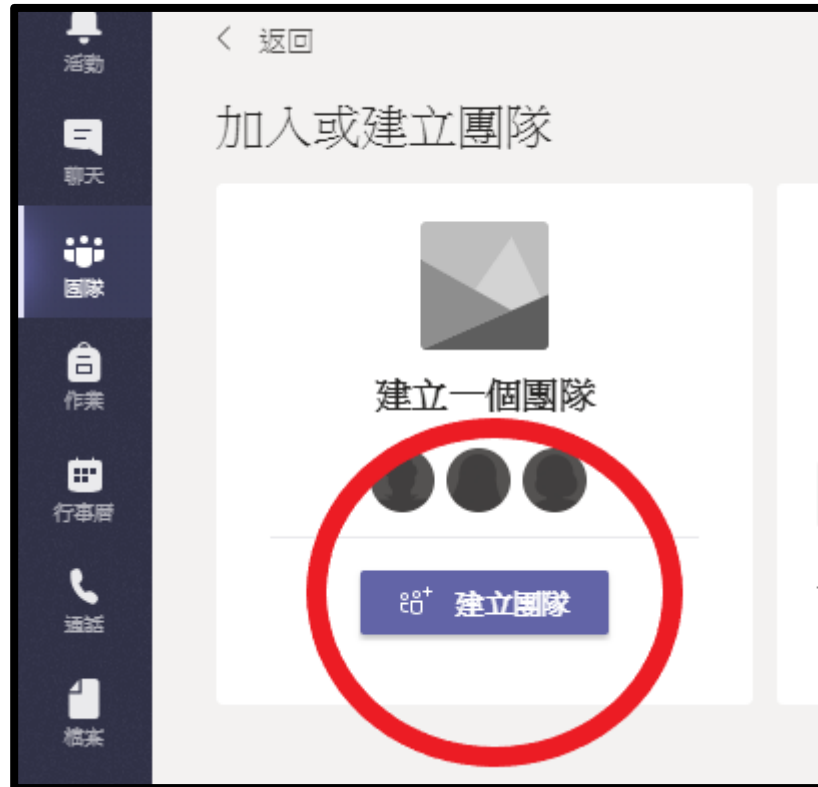 活動
聊天
團隊
作業
行事曆
通話
檔案
返回
加入或建立團隊
建立一個團隊
建立團隊